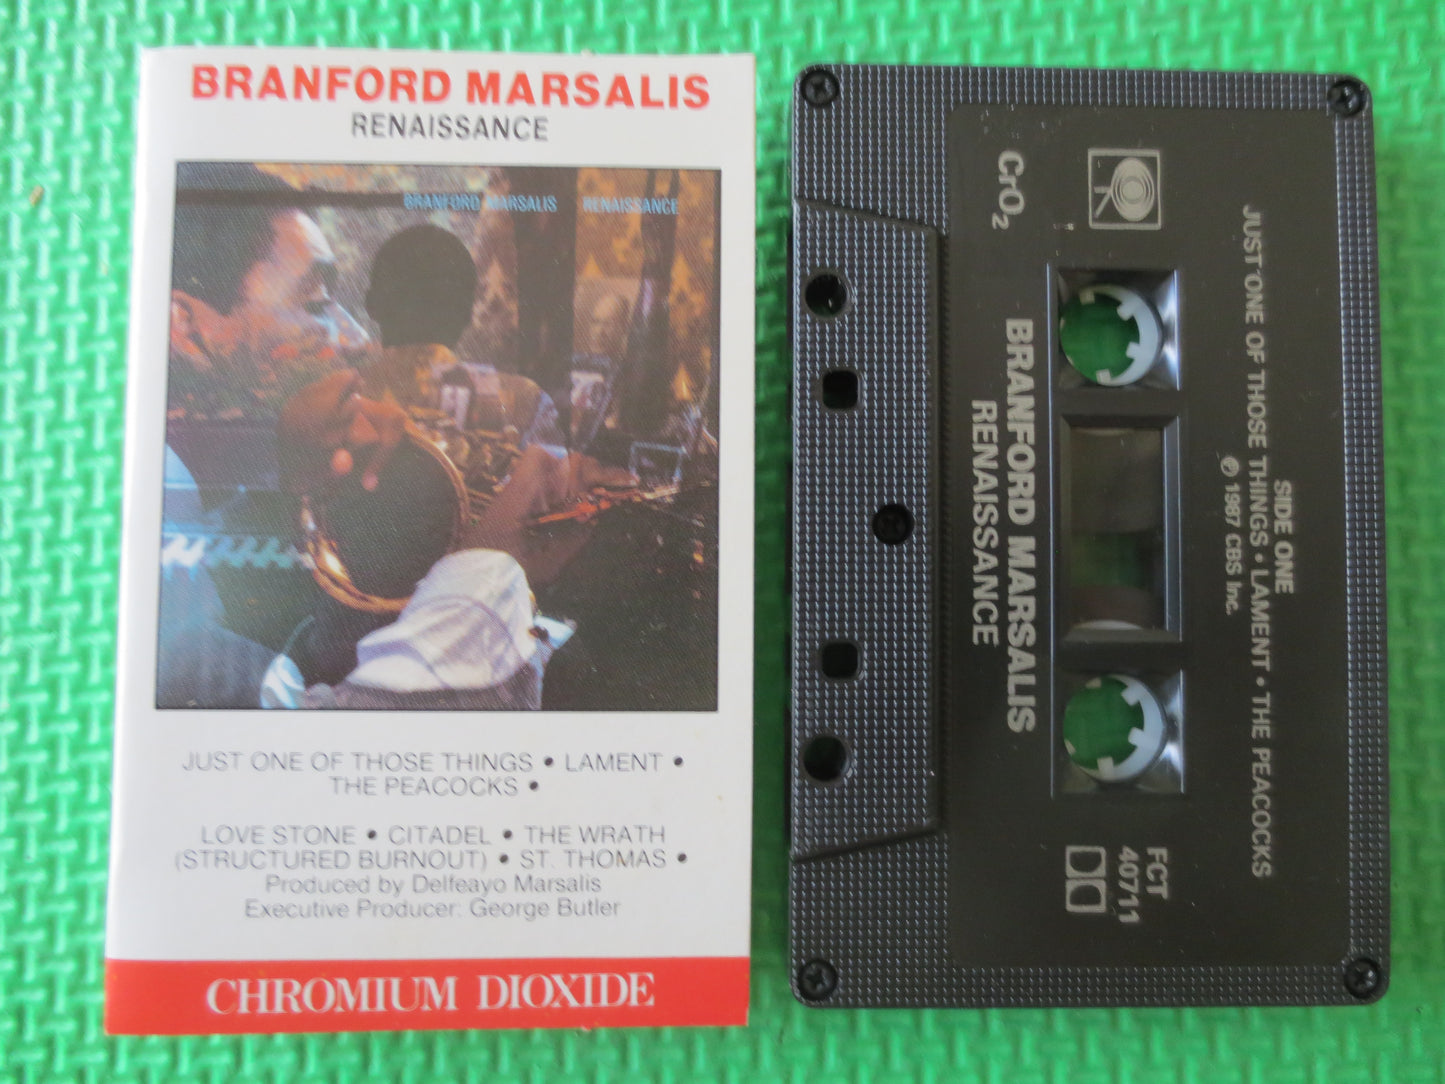 BRANFORD MARSALIS
RENAISSANCE
BRANFORD MARSALIS RENAISSANCE
JUST ONE OF THOSE THINGS • LAMENT •
THE PEACOCKS •
LOVE STONE • CITADEL • THE WRATH
(STRUCTURED BURNOUT) • ST. THOMAS •
Produced by Delfeayo Marsalis
Executive Producer: George Butler
CHROMIUM DIOXIDE
SIDE ONE
JUST ONE OF THOSE THINGS • LAMENT • THE PEACOCKS
℗ 1987 CBS Inc.
CrO₂
FCT
40711
BRANFORD MARSALIS
RENAISSANCE